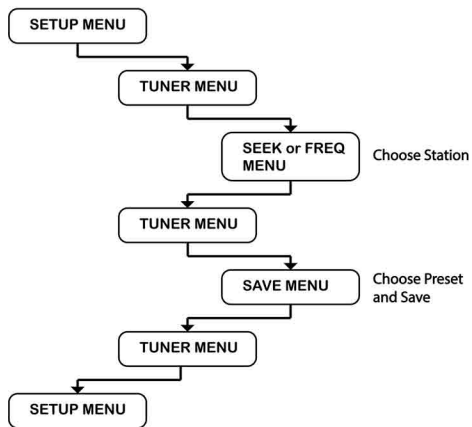 SETUP MENU
TUNER MENU
SEEK or FREQ
MENU
Choose Station
TUNER MENU
SAVE MENU
Choose Preset
and Save
TUNER MENU
SETUP MENU